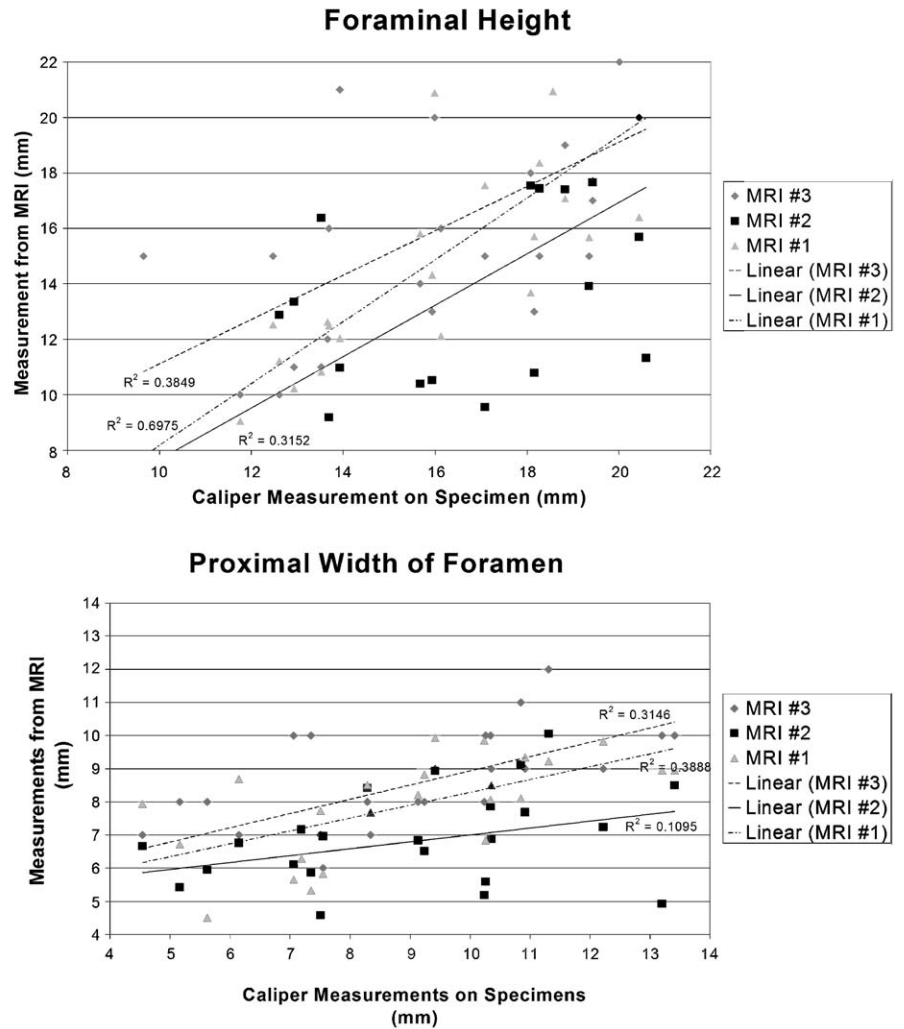 Foraminal Height
Measurement from MRI (mm)
22
20
18
16
14
12
10
8
R² = 0.3849
R² = 0.6975
R² = 0.3152
8 10 12 14 16 18 20 22
Caliper Measurement on Specimen (mm)
MRI #3
MRI #2
MRI #1
Linear (MRI #3)
Linear (MRI #2)
Linear (MRI #1)
Proximal Width of Foramen
Measurements from MRI
(mm)
14
13
12
11
10
9
8
7
6
5
4
R² = 0.3146
R² = 0.3888
R² = 0.1095
4 5 6 7 8 9 10 11 12 13 14
Caliper Measurements on Specimens
(mm)
MRI #3
MRI #2
MRI #1
Linear (MRI #3)
Linear (MRI #2)
Linear (MRI #1)